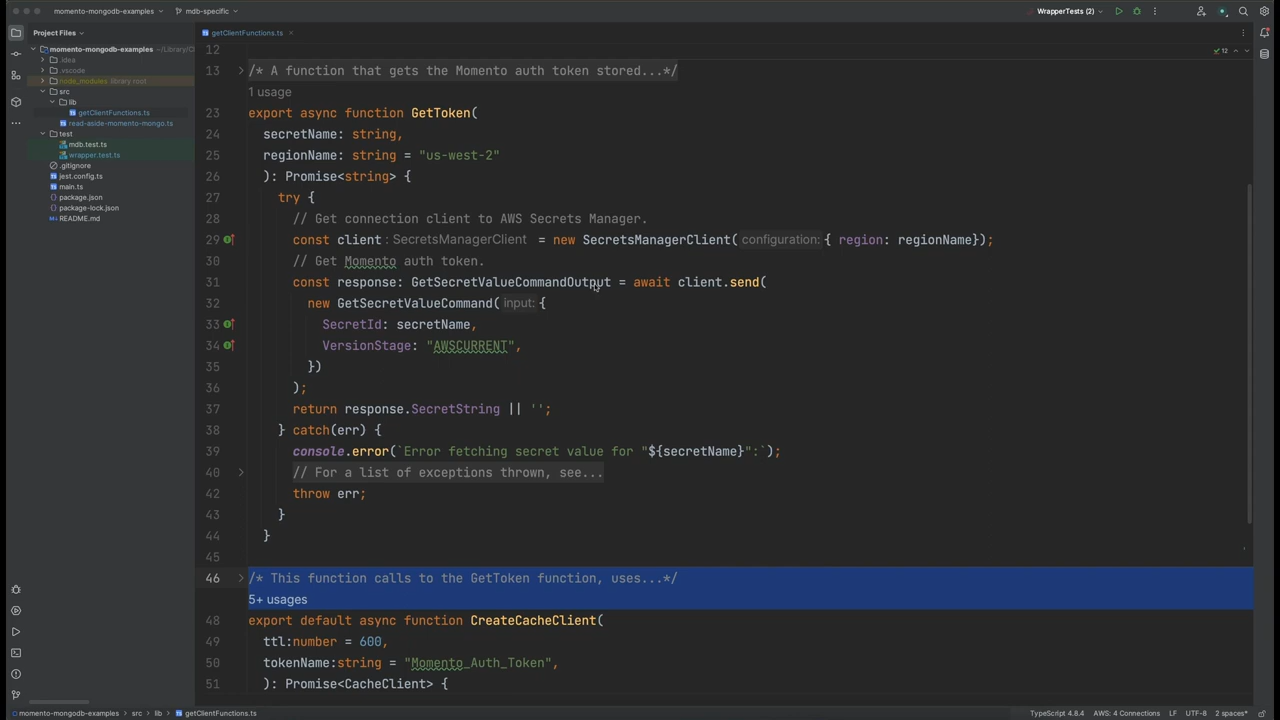 momento-mongodb-examples
mdb-specific
WrapperTests (2)
Project Files
getClientFunctions.ts
momento-mongodb-examples ~/Library/Cl
.idea
.vscode
node_modules library root
src
lib
getClientFunctions.ts
read-aside-momento-mongo.ts
test
mdb.test.ts
wrapper.test.ts
.gitignore
jest.config.ts
main.ts
package.json
package-lock.json
README.md
12
12
13 /* A function that gets the Momento auth token stored...*/
1 usage
23 export async function GetToken(
24 secretName: string,
25 regionName: string = "us-west-2"
26 ): Promise<string> {
27 try {
28 // Get connection client to AWS Secrets Manager.
29 const client : SecretsManagerClient = new SecretsManagerClient( configuration: { region: regionName});
30 // Get Momento auth token.
31 const response: GetSecretValueCommandOutput = await client.send(
32 new GetSecretValueCommand( input: {
33 SecretId: secretName,
34 VersionStage: "AWSCURRENT",
35 })
36 );
37 return response.SecretString || '';
38 } catch(err) {
39 console.error(`Error fetching secret value for "${secretName}":`);
40 // For a list of exceptions thrown, see...
42 throw err;
43 }
44 }
45
46 /* This function calls to the GetToken function, uses...*/
5+ usages
48 export default async function CreateCacheClient(
49 ttl:number = 600,
50 tokenName:string = "Momento_Auth_Token",
51 ): Promise<CacheClient> {
momento-mongodb-examples > src > lib > getClientFunctions.ts
TypeScript 4.8.4 AWS: 4 Connections LF UTF-8 2 spaces*